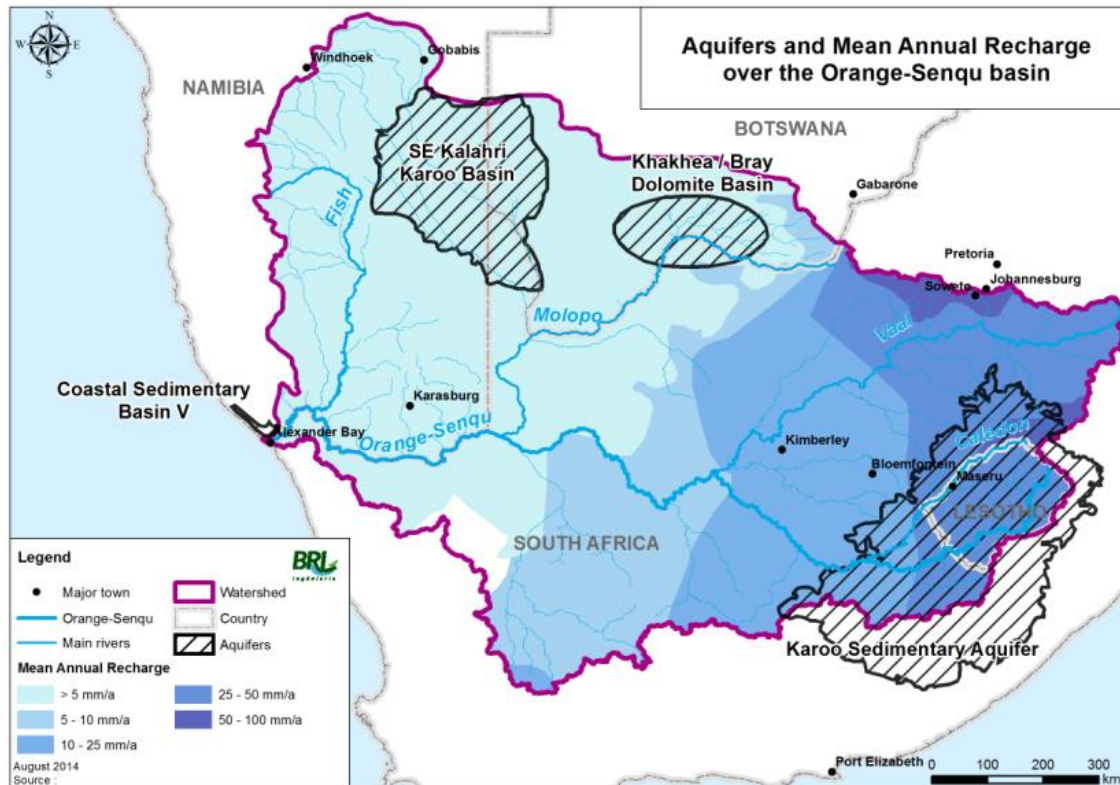 Aquifers and Mean Annual Recharge
over the Orange-Senqu basin
N
W
E
S
Windhoek
Gobabis
NAMIBIA
BOTSWANA
SE Kalahri
Karoo Basin
Khakhea / Bray
Dolomite Basin
Gabarone
Fish
Pretoria
Johannesburg
Soweto
Molopo
Vaal
Coastal Sedimentary
Basin V
Karasburg
Alexander Bay
Orange-Senqu
Kimberley
Caledon
Bloemfontein
Maseru
LESOTHO
SOUTH AFRICA
Karoo Sedimentary Aquifer
Port Elizabeth
Legend
BRL
ingénierie
Major town
Watershed
Orange-Senqu
Country
Main rivers
Aquifers
Mean Annual Recharge
> 5 mm/a
25 - 50 mm/a
5 - 10 mm/a
50 - 100 mm/a
10 - 25 mm/a
August 2014
Source :
0 100 200 300
km